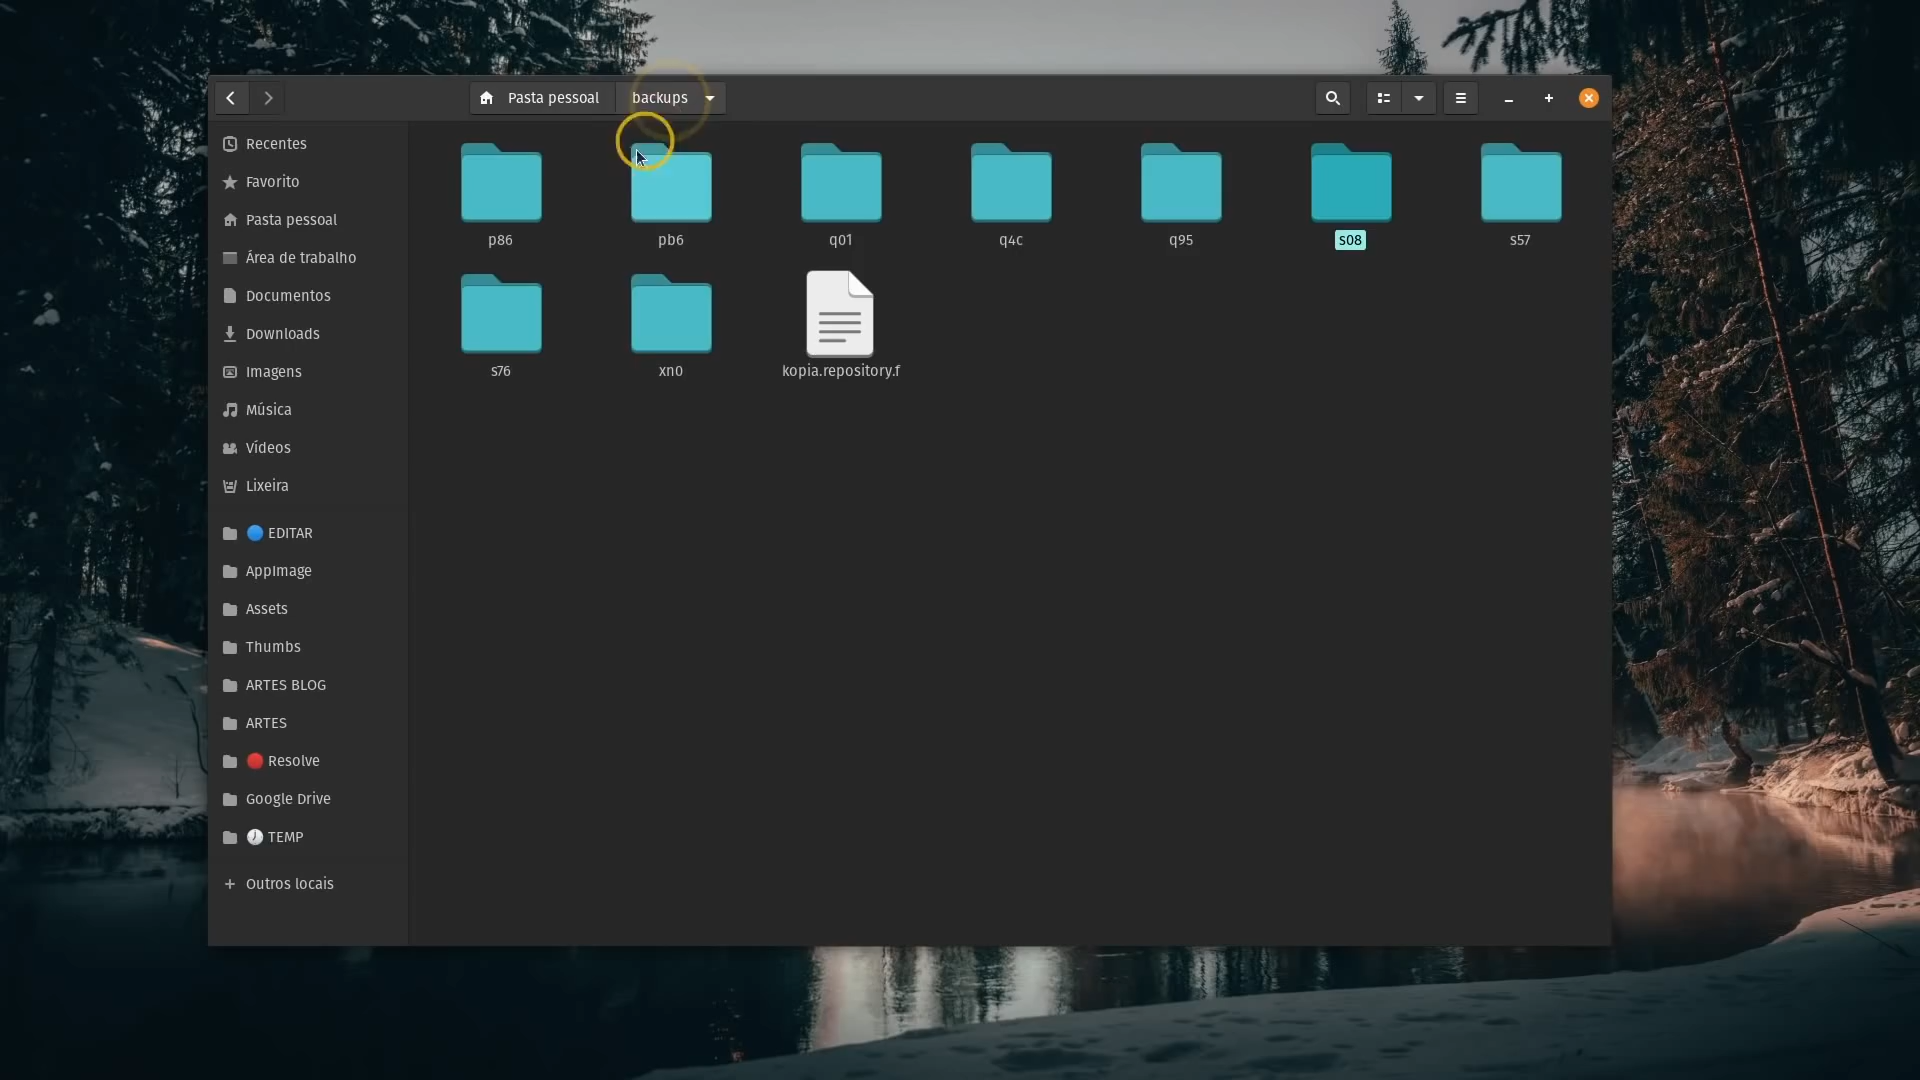 Pasta pessoal
backups
Recentes
Favorito
Pasta pessoal
Área de trabalho
Documentos
Downloads
Imagens
Música
Vídeos
Lixeira
EDITAR
AppImage
Assets
Thumbs
ARTES BLOG
ARTES
Resolve
Google Drive
TEMP
Outros locais
p86
pb6
q01
q4c
q95
s08
s57
s76
xn0
kopia.repository.f